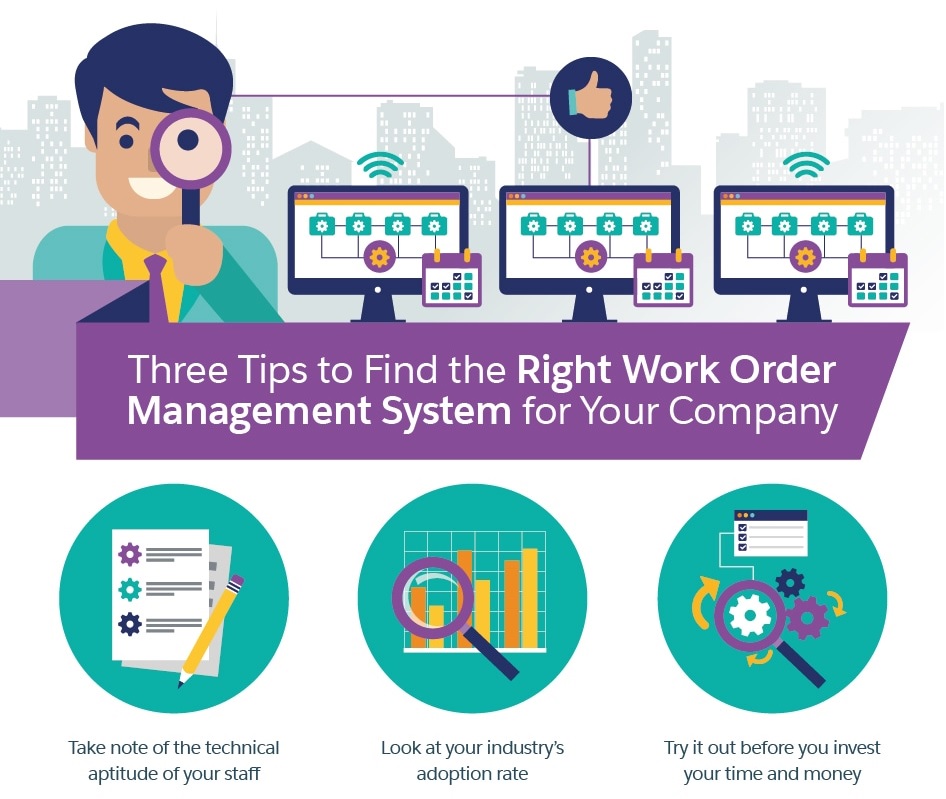 Three Tips to Find the Right Work Order
Management System for Your Company
Take note of the technical
aptitude of your staff
Look at your industry's
adoption rate
Try it out before you invest
your time and money